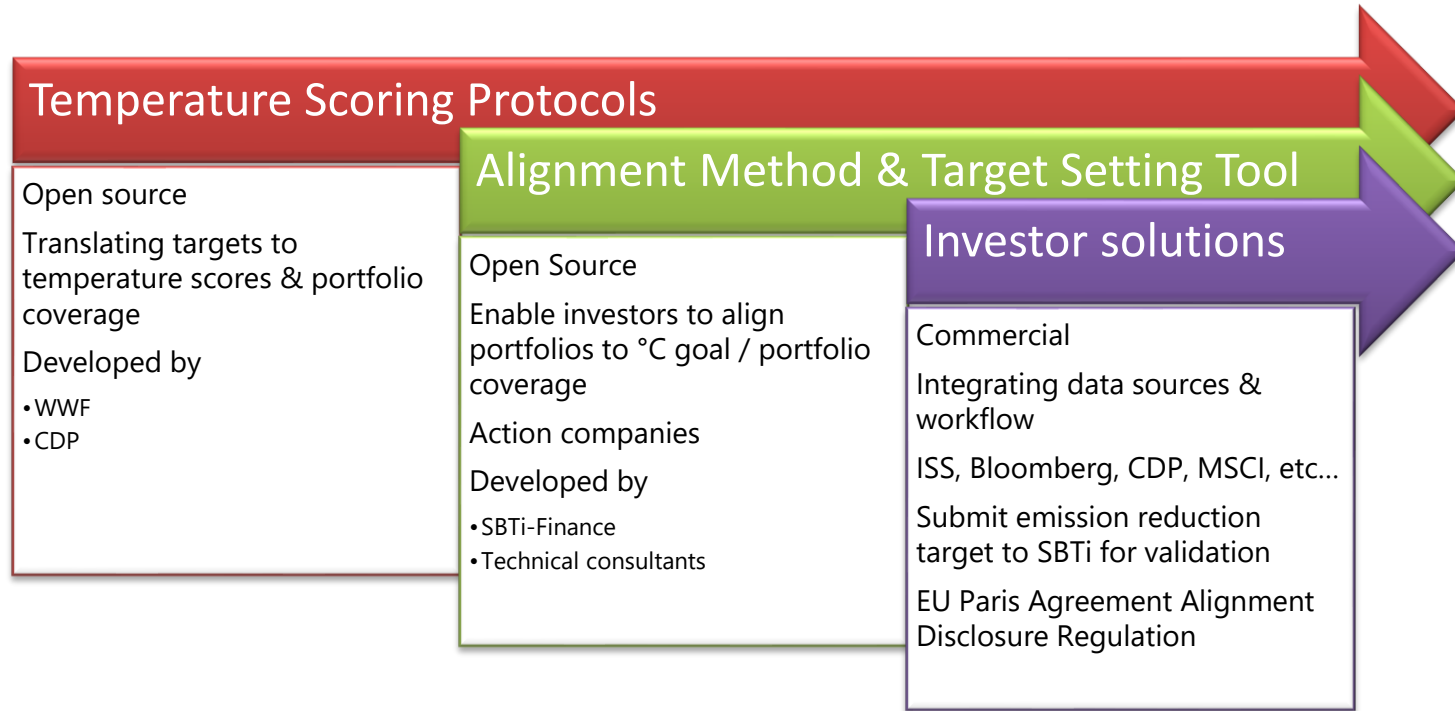 Temperature Scoring Protocols
Open source
Translating targets to
temperature scores & portfolio
coverage
Developed by
•WWF
•CDP
Alignment Method & Target Setting Tool
Open Source
Enable investors to align
portfolios to °C goal / portfolio
coverage
Action companies
Developed by
•SBTi-Finance
•Technical consultants
Investor solutions
Commercial
Integrating data sources &
workflow
ISS, Bloomberg, CDP, MSCI, etc...
Submit emission reduction
target to SBTi for validation
EU Paris Agreement Alignment
Disclosure Regulation